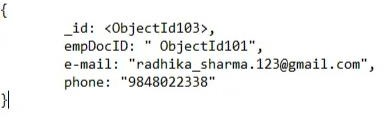 {
_id: <ObjectId103>,
empDocID: " ObjectId101",
e-mail: "radhika_sharma.123@gmail.com",
phone: "9848022338"
}